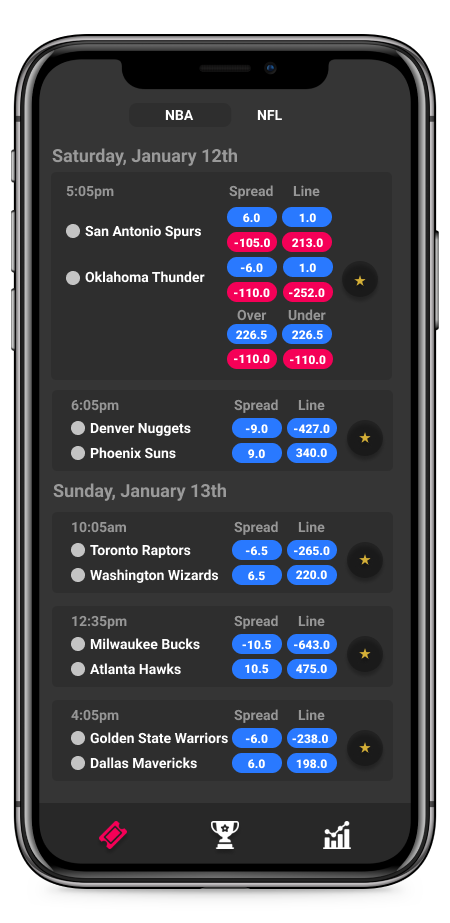 NBA NFL
Saturday, January 12th
5:05pm Spread Line
6.0 1.0
San Antonio Spurs
-105.0 213.0
-6.0 1.0
Oklahoma Thunder
-110.0 -252.0
Over Under
226.5 226.5
-110.0 -110.0
6:05pm Spread Line
Denver Nuggets -9.0 -427.0
Phoenix Suns 9.0 340.0
Sunday, January 13th
10:05am Spread Line
Toronto Raptors -6.5 -265.0
Washington Wizards 6.5 220.0
12:35pm Spread Line
Milwaukee Bucks -10.5 -643.0
Atlanta Hawks 10.5 475.0
4:05pm Spread Line
Golden State Warriors -6.0 -238.0
Dallas Mavericks 6.0 198.0